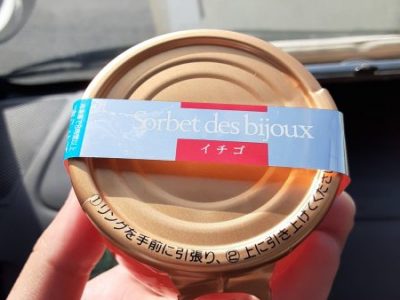 Sorbet des bijoux
イチゴ
①リングを手前に引張り、②上に引き上げてくだ